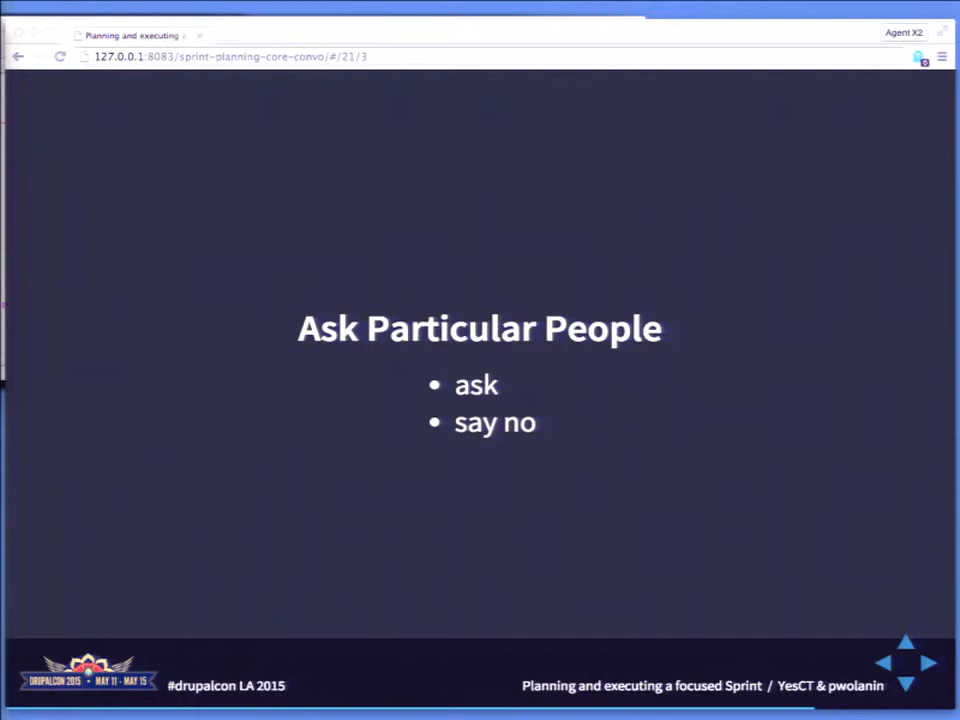 Planning and executing a
Agent X2
127.0.0.1:8083/sprint-planning-core-convo/#/21/3
Ask Particular People
• ask
• say no
DRUPALCON 2015 • MAY 11 - MAY 15
#drupalcon LA 2015
Planning and executing a focused Sprint / YesCT & pwolanin